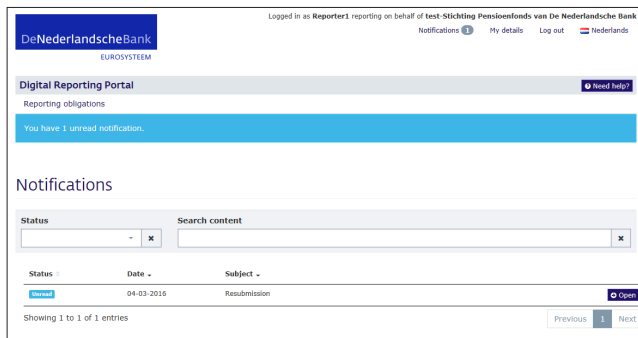 Logged in as Reporter1 reporting on behalf of test-Stichting Pensioenfonds van De Nederlandsche Bank
Notifications 1 My details Log out Nederlands
DeNederlandscheBank
EUROSYSTEEM
Digital Reporting Portal
Need help?
Reporting obligations
You have 1 unread notification.
Notifications
Status Search content
Status Date Subject
Unread 04-03-2016 Resubmission Open
Showing 1 to 1 of 1 entries Previous 1 Next